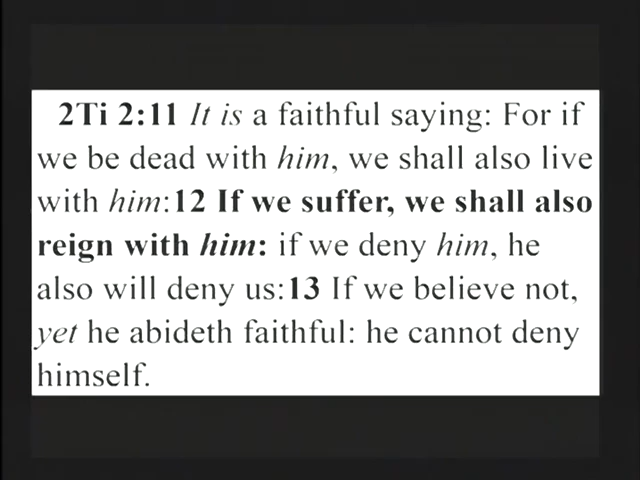 2Ti 2:11 It is a faithful saying: For if
we be dead with him, we shall also live
with him:12 If we suffer, we shall also
reign with him: if we deny him, he
also will deny us:13 If we believe not,
yet he abideth faithful: he cannot deny
himself.